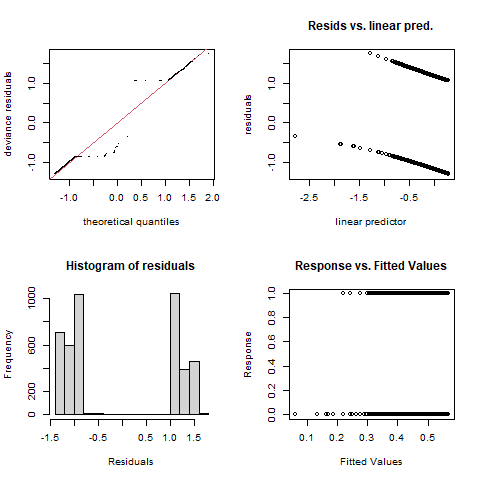 deviance residuals
-1.0 0.0 1.0
-1.0 0.0 0.5 1.0 1.5 2.0
theoretical quantiles
Resids vs. linear pred.
residuals
-1.0 0.0 1.0
-2.5 -1.5 -0.5
linear predictor
Histogram of residuals
Frequency
0 200 600 1000
-1.5 -0.5 0.5 1.0 1.5
Residuals
Response vs. Fitted Values
Response
0.0 0.2 0.4 0.6 0.8 1.0
0.1 0.2 0.3 0.4 0.5
Fitted Values